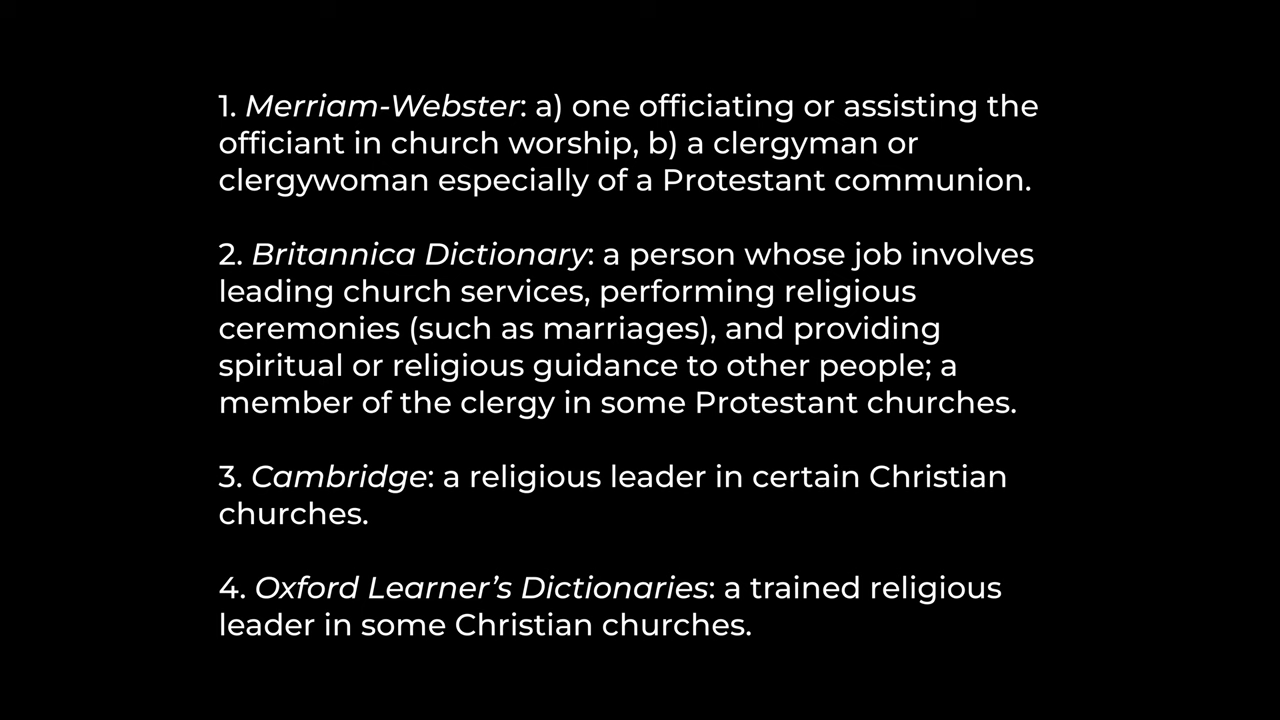 1. Merriam-Webster: a) one officiating or assisting the
officiant in church worship, b) a clergyman or
clergywoman especially of a Protestant communion.
2. Britannica Dictionary: a person whose job involves
leading church services, performing religious
ceremonies (such as marriages), and providing
spiritual or religious guidance to other people; a
member of the clergy in some Protestant churches.
3. Cambridge: a religious leader in certain Christian
churches.
4. Oxford Learner’s Dictionaries: a trained religious
leader in some Christian churches.